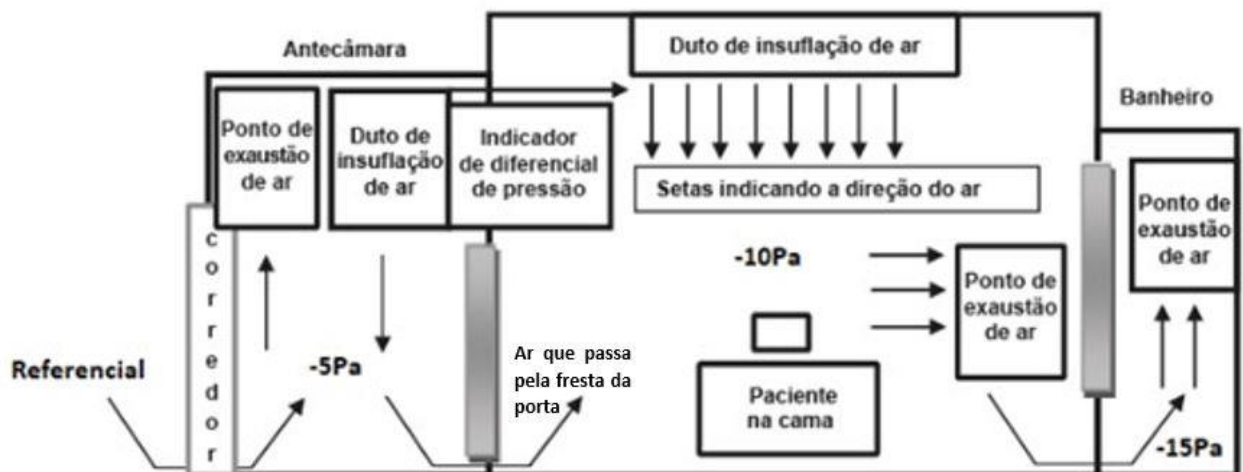 Antecâmara
Duto de insuflação de ar
Banheiro
Ponto de
exaustão
de ar
Duto de
insuflação
de ar
Indicador
de diferencial
de pressão
Setas indicando a direção do ar
Ponto de
exaustão
de ar
corredor
-10Pa
Ponto de
exaustão
de ar
Referencial
-5Pa
Ar que passa
pela fresta da
porta
Paciente
na cama
-15Pa